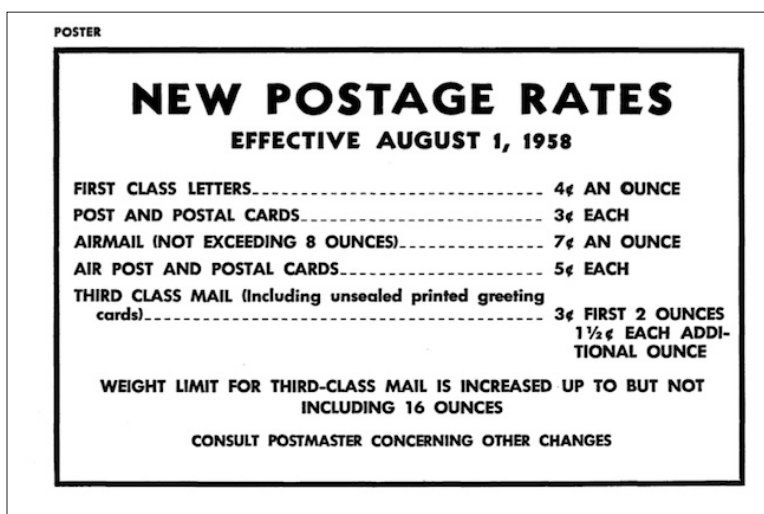 POSTER
NEW POSTAGE RATES
EFFECTIVE AUGUST 1, 1958
FIRST CLASS LETTERS 4¢ AN OUNCE
POST AND POSTAL CARDS 3¢ EACH
AIRMAIL (NOT EXCEEDING 8 OUNCES) 7¢ AN OUNCE
AIR POST AND POSTAL CARDS 5¢ EACH
THIRD CLASS MAIL (Including unsealed printed greeting
cards) 3¢ FIRST 2 OUNCES
1½¢ EACH ADDI-
TIONAL OUNCE
WEIGHT LIMIT FOR THIRD-CLASS MAIL IS INCREASED UP TO BUT NOT
INCLUDING 16 OUNCES
CONSULT POSTMASTER CONCERNING OTHER CHANGES